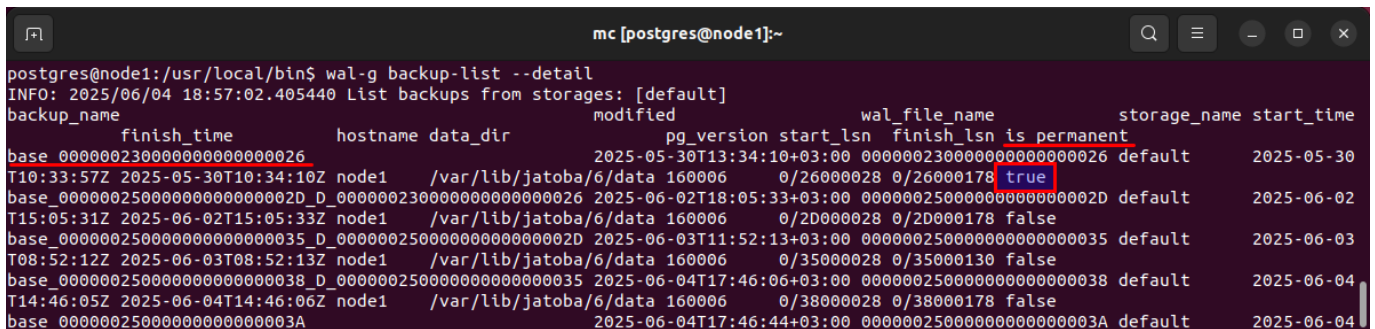 mc [postgres@node1]:~
postgres@node1:/usr/local/bin$ wal-g backup-list --detail
INFO: 2025/06/04 18:57:02.405440 List backups from storages: [default]
backup_name modified wal_file_name storage_name start_time
finish_time hostname data_dir pg_version start_lsn finish_lsn is_permanent
base_000000230000000000000026 2025-05-30T13:34:10+03:00 000000230000000000000026 default 2025-05-30
T10:33:57Z 2025-05-30T10:34:10Z node1 /var/lib/jatoba/6/data 160006 0/26000028 0/26000178 true
base_00000025000000000000002D_D_000000230000000000000026 2025-06-02T18:05:33+03:00 00000025000000000000002D default 2025-06-02
T15:05:31Z 2025-06-02T15:05:33Z node1 /var/lib/jatoba/6/data 160006 0/2D000028 0/2D000178 false
base_000000250000000000000035_D_00000025000000000000002D 2025-06-03T11:52:13+03:00 000000250000000000000035 default 2025-06-03
T08:52:12Z 2025-06-03T08:52:13Z node1 /var/lib/jatoba/6/data 160006 0/35000028 0/35000130 false
base_000000250000000000000038_D_000000250000000000000035 2025-06-04T17:46:06+03:00 000000250000000000000038 default 2025-06-04
T14:46:05Z 2025-06-04T14:46:06Z node1 /var/lib/jatoba/6/data 160006 0/38000028 0/38000178 false
base_00000025000000000000003A 2025-06-04T17:46:44+03:00 00000025000000000000003A default 2025-06-04